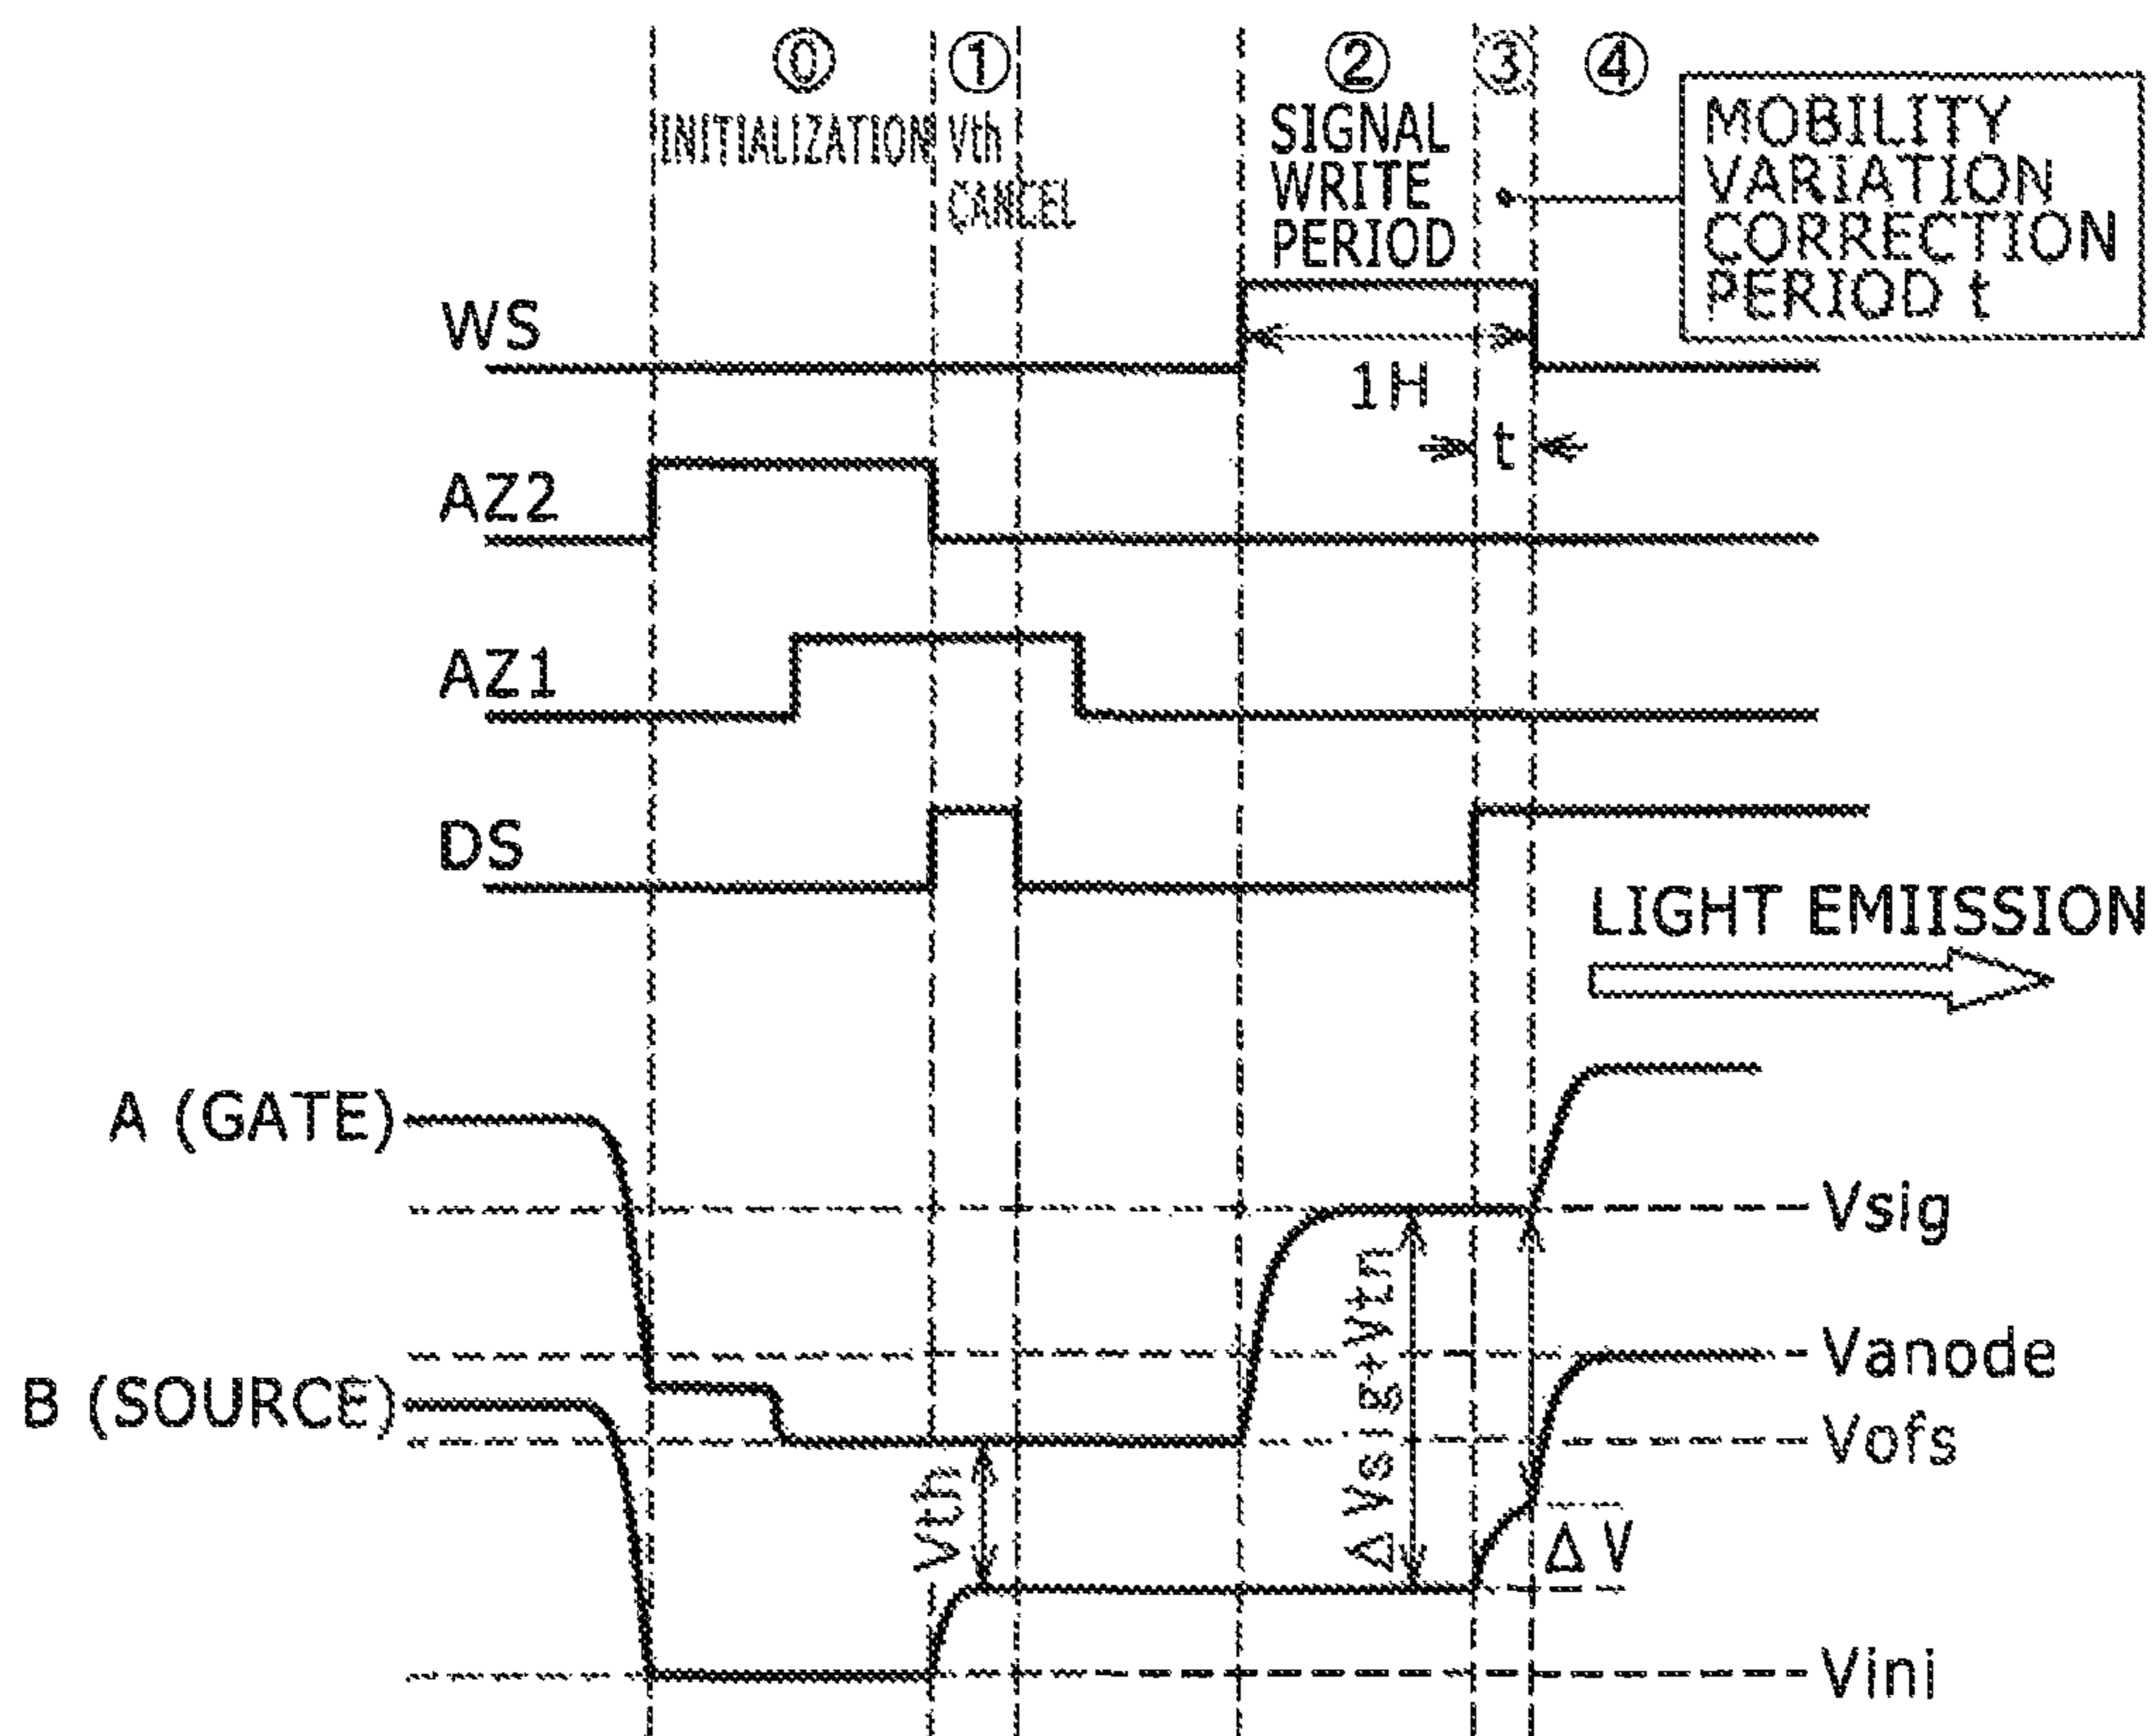 ⓪
①
②
③
④
INITIALIZATION
Vth
CANCEL
SIGNAL
WRITE
PERIOD
MOBILITY
VARIATION
CORRECTION
PERIOD t
WS
1H
t
AZ2
AZ1
DS
LIGHT EMIISSION
A (GATE)
Vsig
Vanode
B (SOURCE)
Vofs
Vth
ΔVsig+Vth
ΔV
Vini